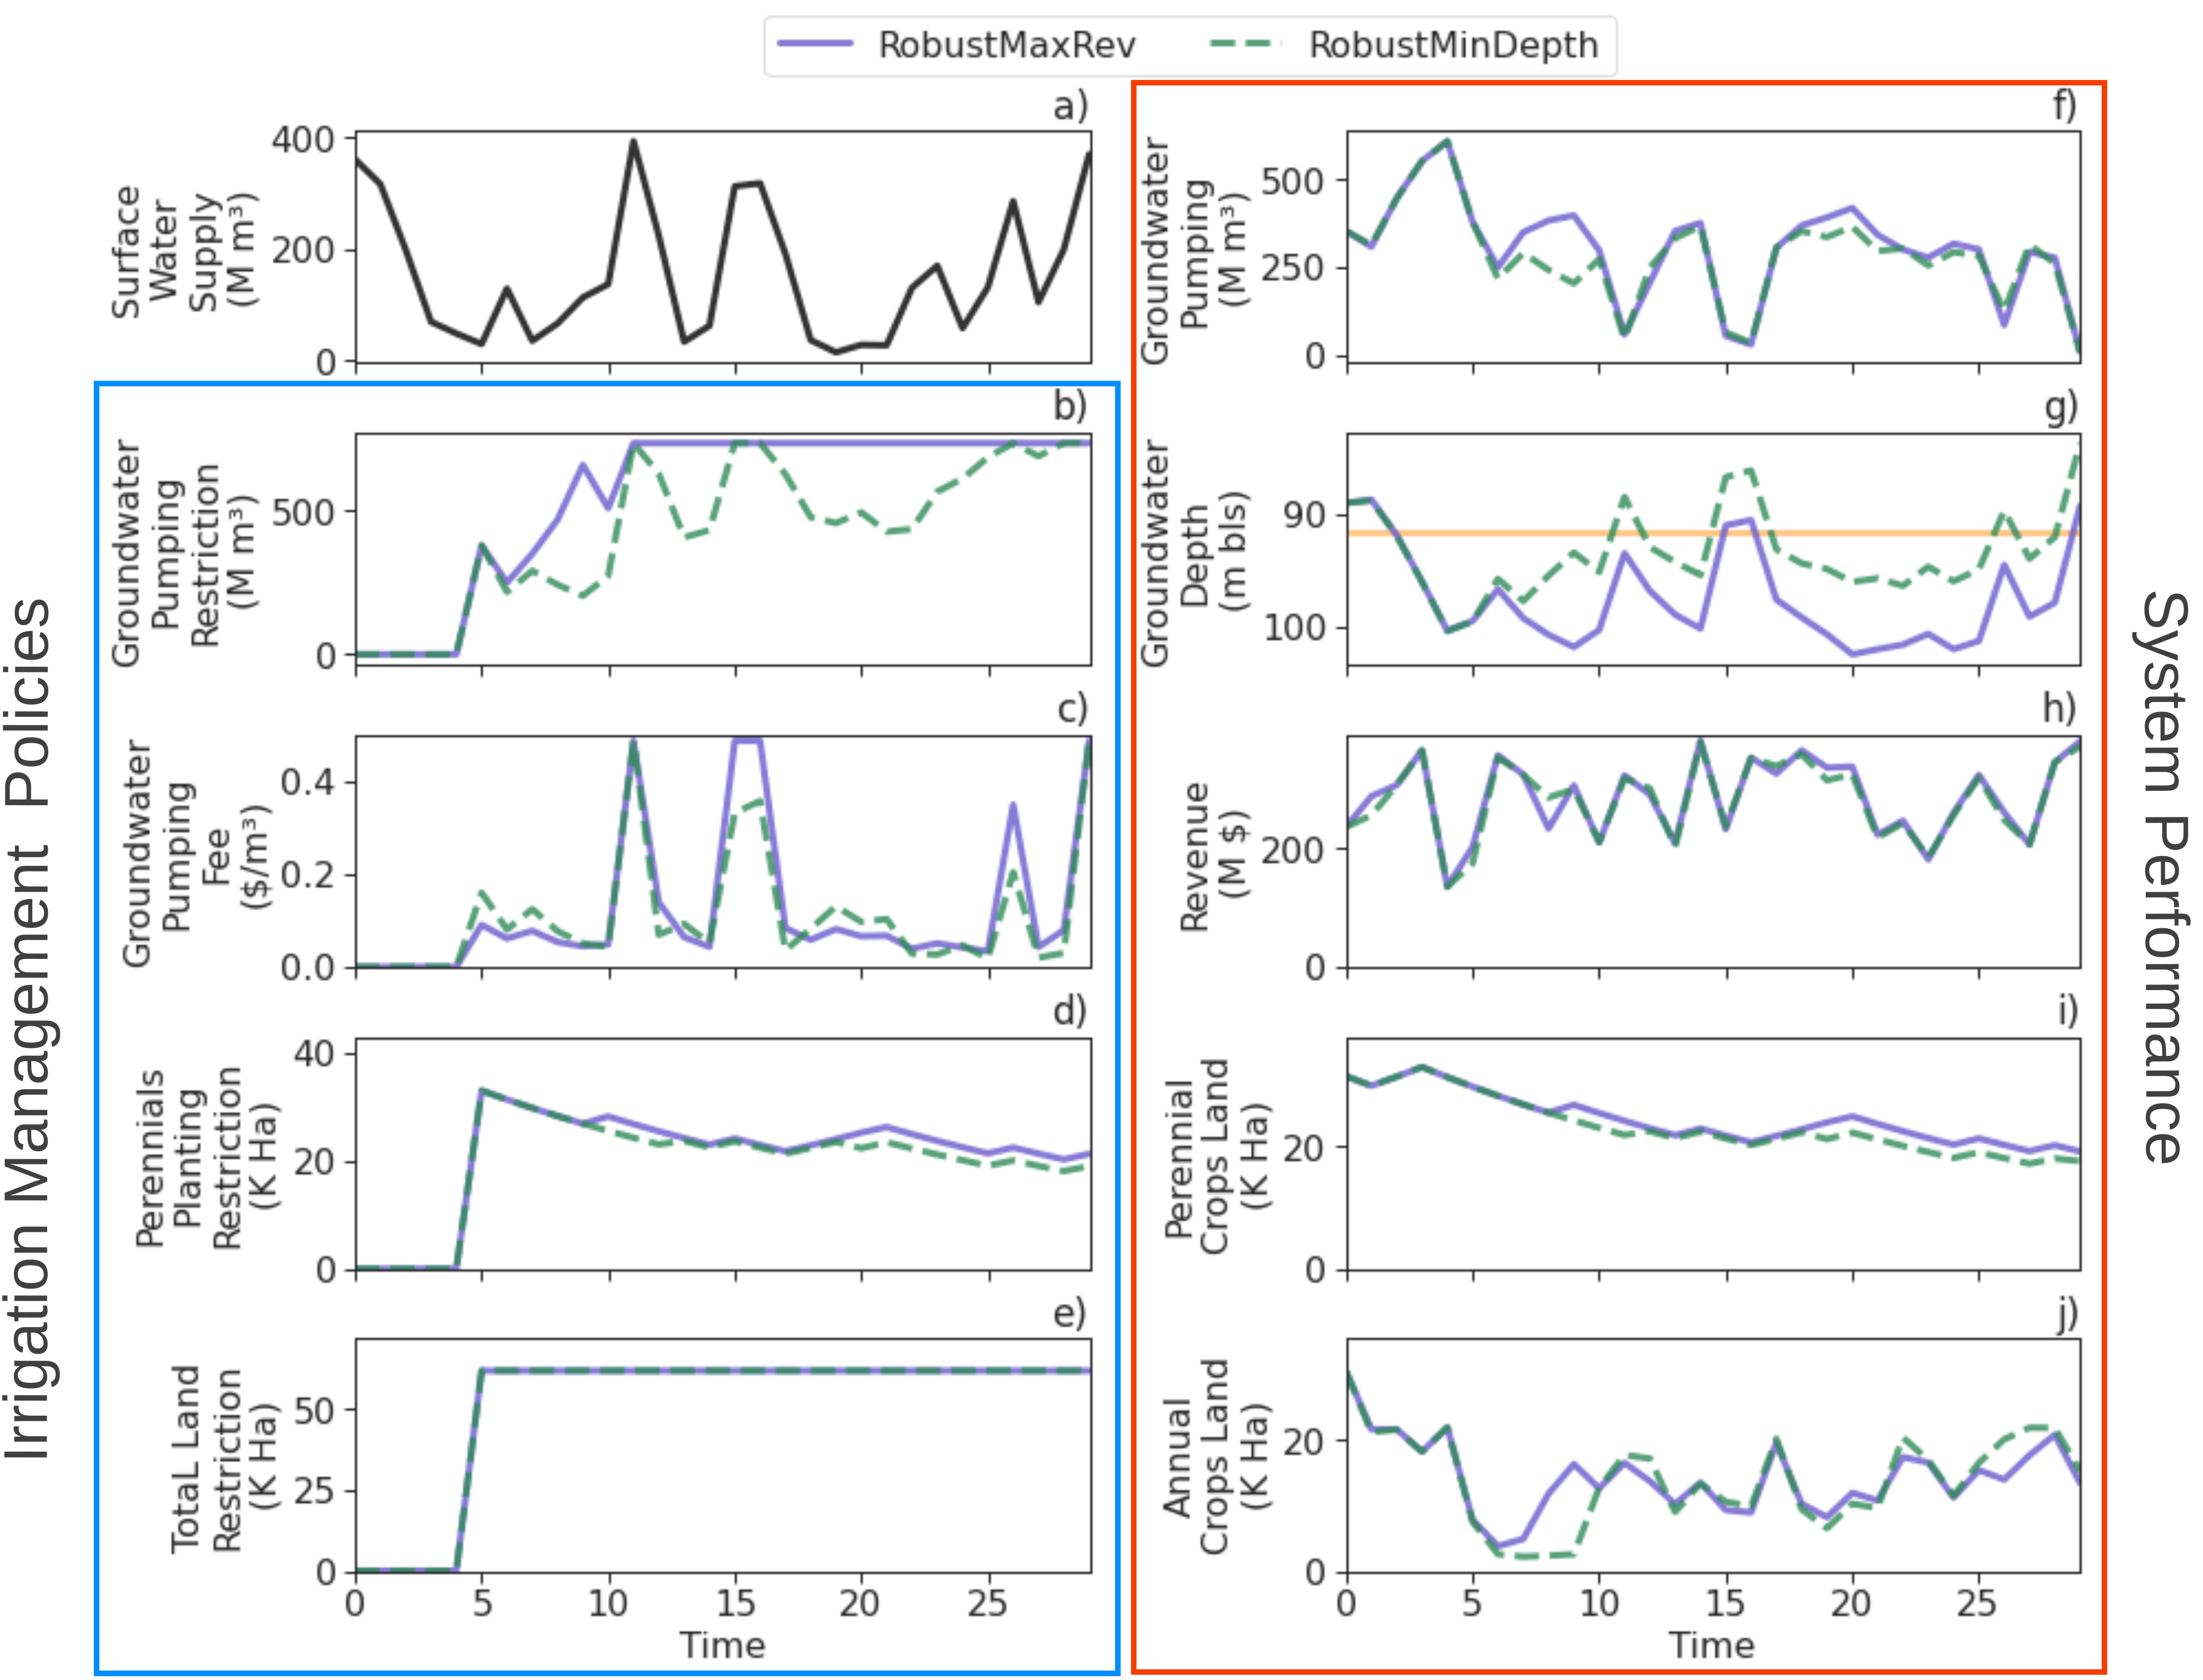 RobustMaxRev
RobustMinDepth
Irrigation Management Policies
a)
Surface
Water
Supply
(M m³)
400
200
0
b)
Groundwater
Pumping
Restriction
(M m³)
500
0
c)
Groundwater
Pumping
Fee
($/m³)
0.4
0.2
0.0
d)
Perennials
Planting
Restriction
(K Ha)
40
20
0
e)
TotaL Land
Restriction
(K Ha)
50
25
0
0 5 10 15 20 25
Time
f)
Groundwater
Pumping
(M m³)
500
250
0
g)
Groundwater
Depth
(m bls)
90
100
h)
Revenue
(M $)
200
0
i)
Perennial
Crops Land
(K Ha)
20
0
j)
Annual
Crops Land
(K Ha)
20
0
0 5 10 15 20 25
Time
System Performance